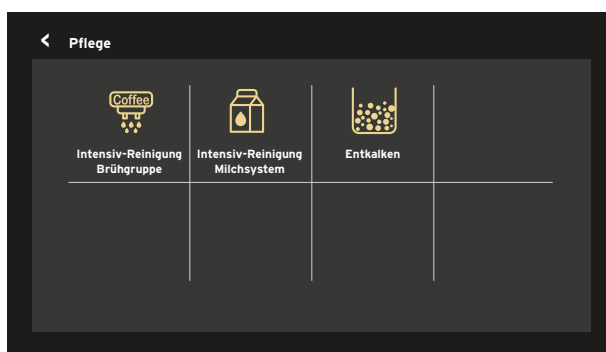 Pflege
Coffee
Intensiv-Reinigung
Brühgruppe
Intensiv-Reinigung
Milchsystem
Entkalken